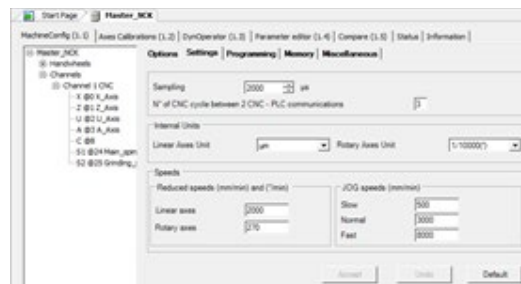 Start Page
Master_NCK
MachineConfig (1.1) | Axes Calibrations (1.2) | DynOperator (1.3) | Parameter editor (1.4) | Compare (1.5) | Status | Information
Master_NCK
Handwheels
Channels
Channel 1 CNC
X @0 X_Axis
Z @1 Z_Axis
U @2 U_Axis
A @3 A_Axis
C @6
S1 @24 Main_spin
S2 @25 Grinding_
Options Settings Programming Memory Miscellaneous
Sampling 2000 µs
N° of CNC cycle between 2 CNC - PLC communications
Internal Units
Linear Axes Unit µm Rotary Axes Unit 1/10000(°)
Speeds
Reduced speeds (mm/min) and (°/min)
Linear axes 2000
Rotary axes 270
JOG speeds (mm/min)
Slow 500
Normal 3000
Fast 8000
Accept Undo Default